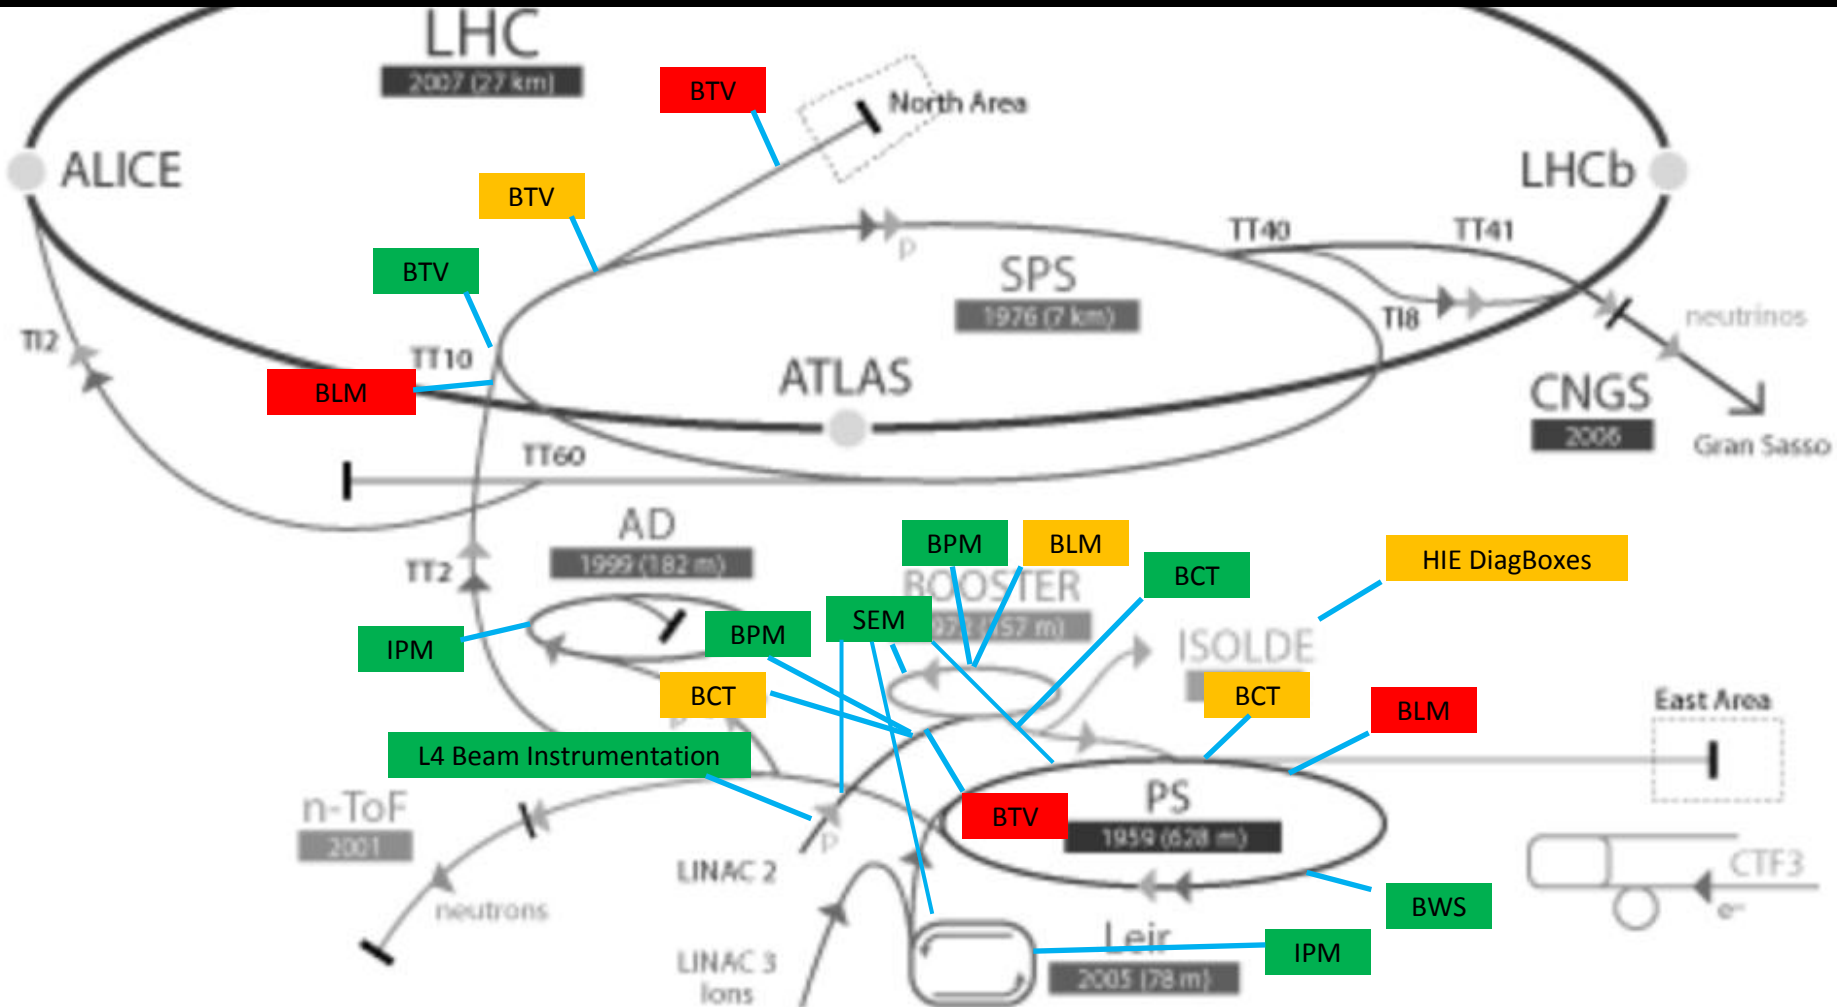 LHC
2007 (27 km)
BTV
North Area
ALICE
LHCb
BTV
TT40
TT41
p
BTV
SPS
1976 (7 km)
TI8
neutrinos
TI2
TT10
ATLAS
BLM
CNGS
2006
Gran Sasso
TT60
AD
1999 (182 m)
BPM
BLM
BCT
HIE DiagBoxes
TT2
BOOSTER
SEM
BPM
IPM
ISOLDE
BCT
BCT
BLM
East Area
L4 Beam Instrumentation
n-ToF
2001
PS
BTV
1959 (628 m)
p
LINAC 2
CTF3
e-
neutrons
BWS
Leir
IPM
LINAC 3
Ions
2005 (78 m)